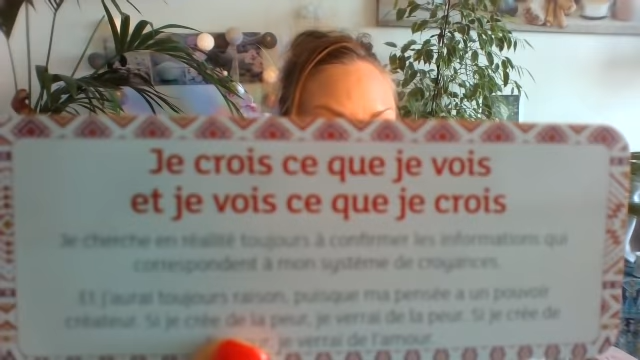 Je crois ce que je vois
et je vois ce que je crois
Je cherche en réalité toujours à confirmer les informations qui
correspondent à mon système de croyances.
Et j'aurai toujours raison, puisque ma pensée a un pouvoir
créateur. Si je crée de la peur, je verrai de la peur. Si je crée de
je verrai de l'amour...